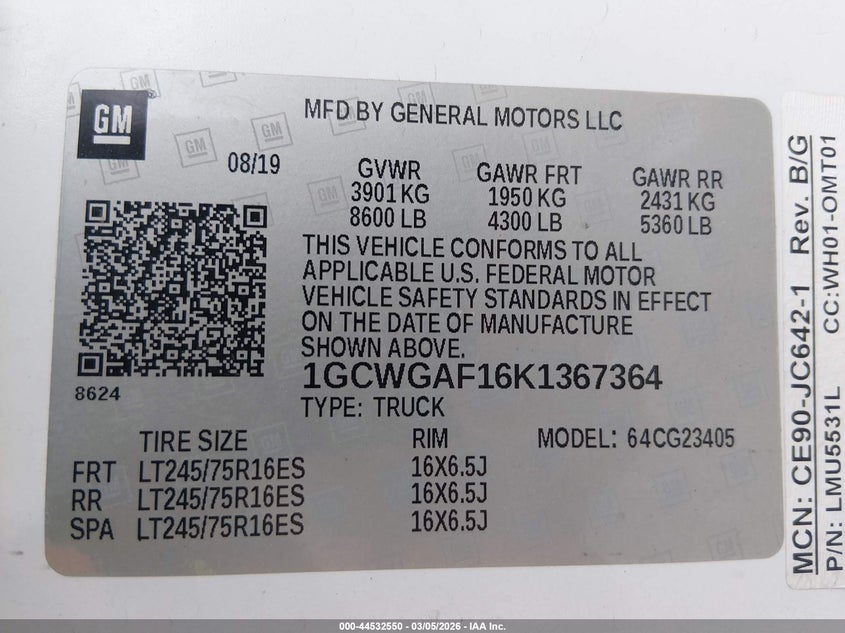 GM
MFD BY GENERAL MOTORS LLC
08/19
GVWR
3901 KG
8600 LB
GAWR FRT
1950 KG
4300 LB
GAWR RR
2431 KG
5360 LB
THIS VEHICLE CONFORMS TO ALL
APPLICABLE U.S. FEDERAL MOTOR
VEHICLE SAFETY STANDARDS IN EFFECT
ON THE DATE OF MANUFACTURE
SHOWN ABOVE.
8624
1GCWGAF16K1367364
TYPE: TRUCK
TIRE SIZE RIM MODEL: 64CG23405
FRT LT245/75R16ES 16X6.5J
RR LT245/75R16ES 16X6.5J
SPA LT245/75R16ES 16X6.5J
MCN: CE90-JC642-1 Rev. B/G
P/N: LMU5531L CC:WH01-OMT01
000-44532550 - 03/05/2026 - IAA Inc.